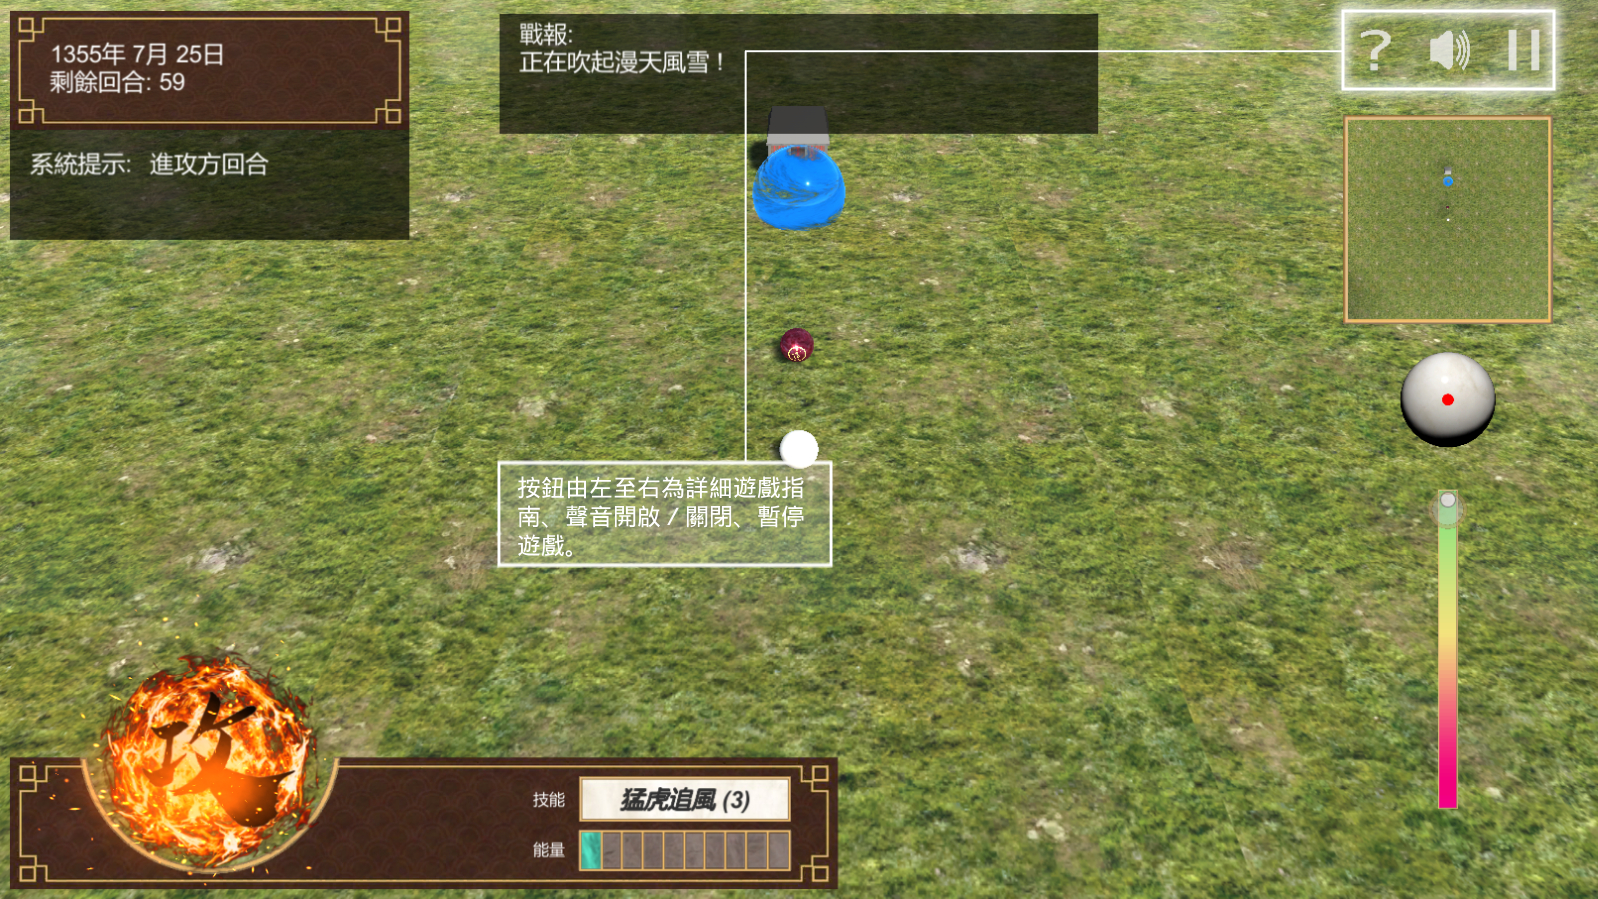 1355年 7月 25日
剩餘回合: 59
系統提示: 進攻方回合
戰報:
正在吹起漫天風雪！
?
按鈕由左至右為詳細遊戲指
南、聲音開啟 / 關閉、暫停
遊戲。
攻
技能
猛虎追風 (3)
能量